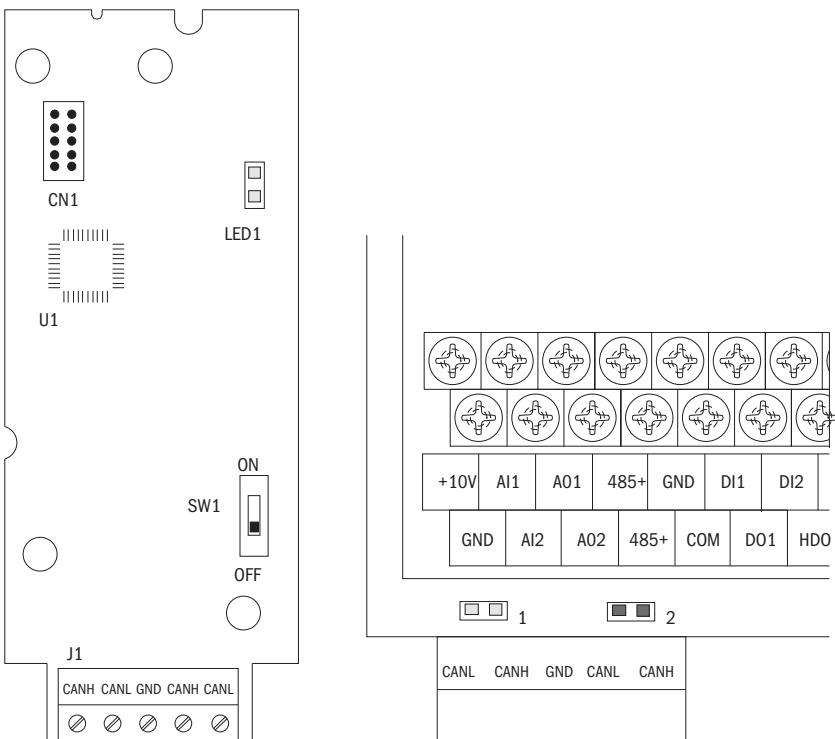 CN1
LED1
U1
ON
SW1
OFF
J1
CANH CANL GND CANH CANL
+10V AI1 A01 485+ GND DI1 DI2
GND AI2 A02 485+ COM DO1 HDO
1 2
CANL CANH GND CANL CANH